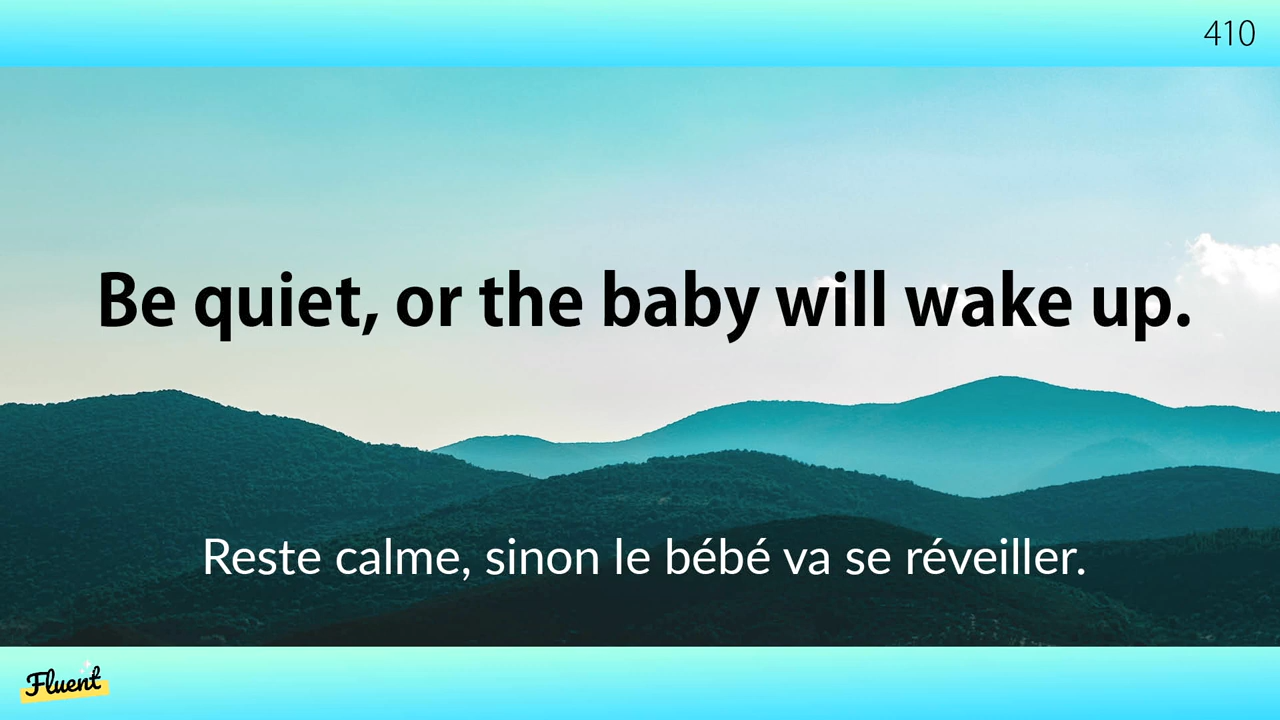 410
Be quiet, or the baby will wake up.
Reste calme, sinon le bébé va se réveiller.
Fluent